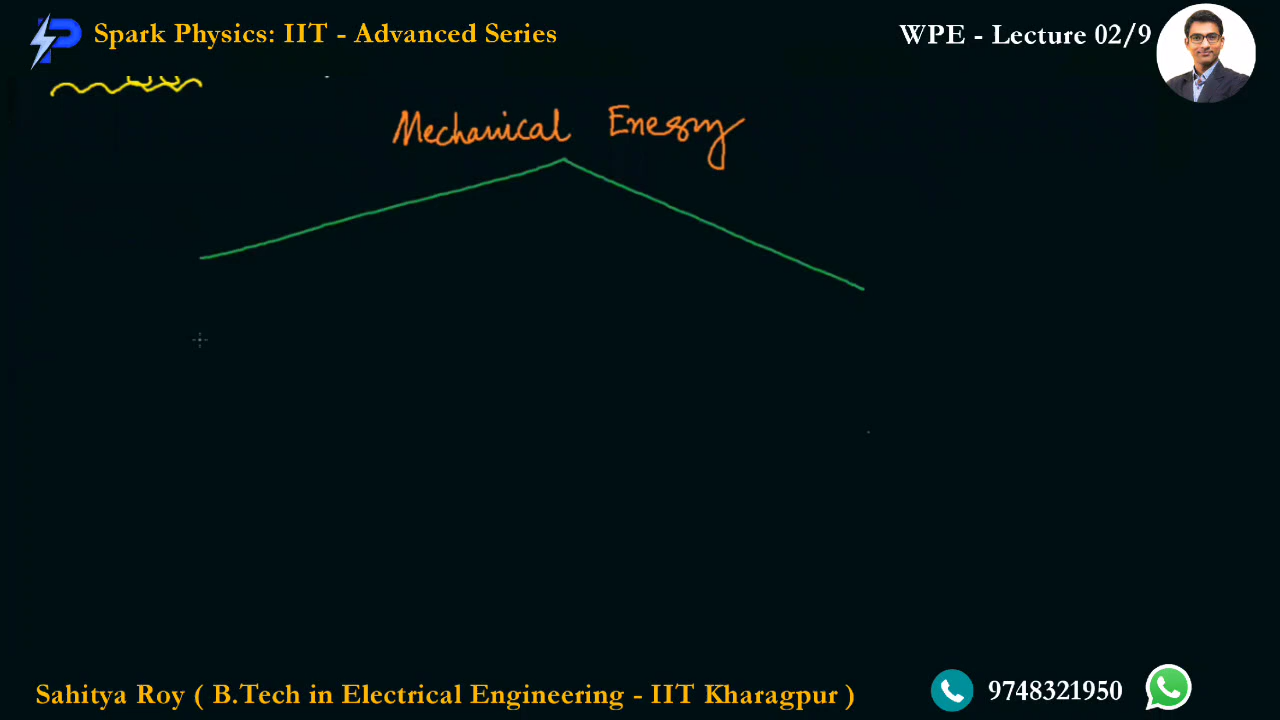 Spark Physics: IIT - Advanced Series
WPE - Lecture 02/9
Mechanical Energy
Sahitya Roy ( B.Tech in Electrical Engineering - IIT Kharagpur )
9748321950